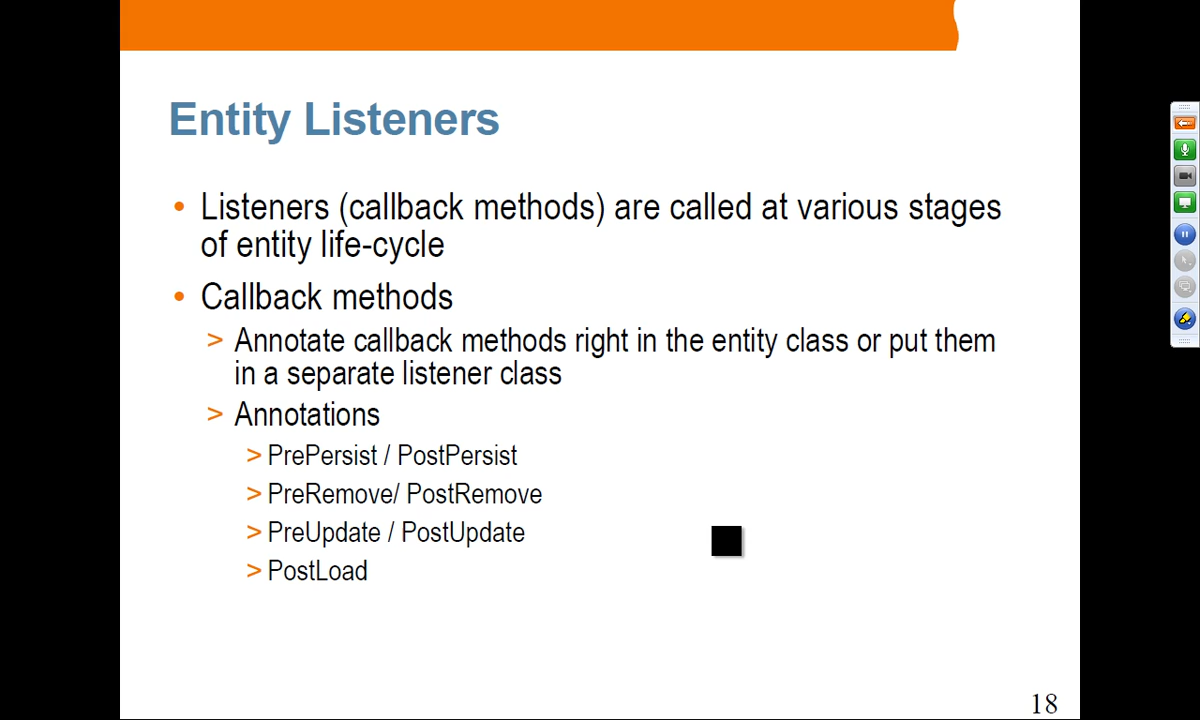 Entity Listeners
• Listeners (callback methods) are called at various stages
of entity life-cycle
• Callback methods
> Annotate callback methods right in the entity class or put them
in a separate listener class
> Annotations
> PrePersist / PostPersist
> PreRemove/ PostRemove
> PreUpdate / PostUpdate
> PostLoad
18